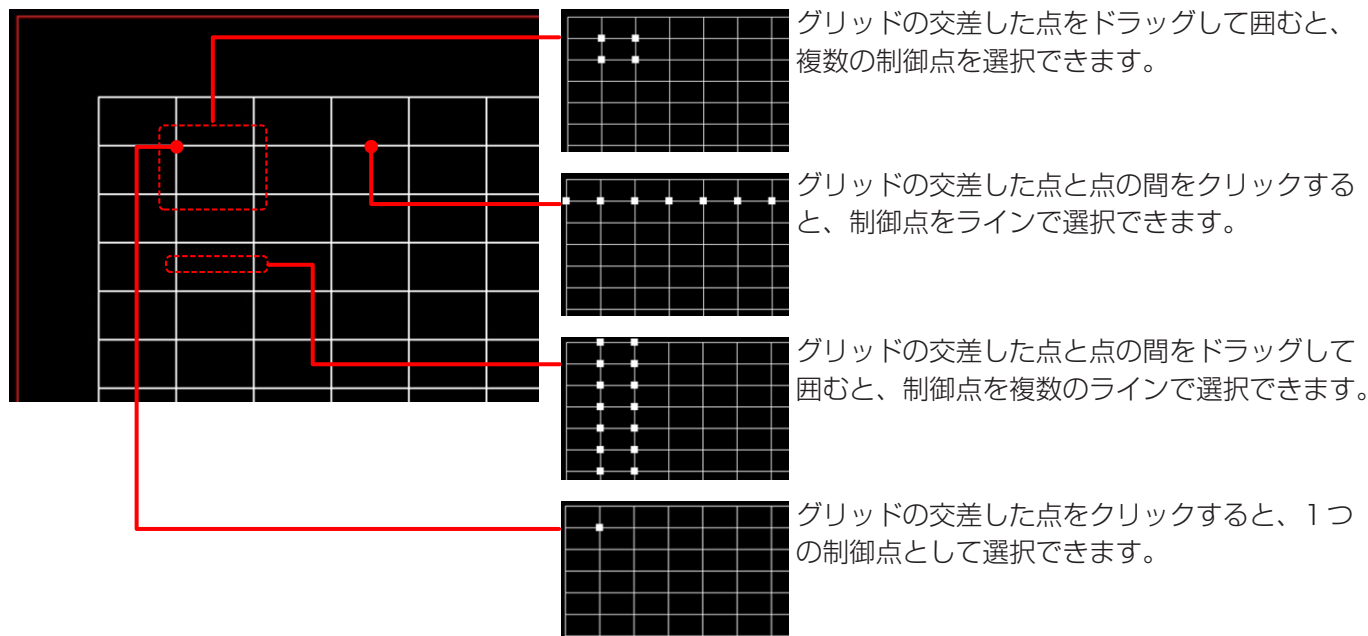 グリッドの交差した点をドラッグして囲むと、
複数の制御点を選択できます。
グリッドの交差した点と点の間をクリックする
と、制御点をラインで選択できます。
グリッドの交差した点と点の間をドラッグして
囲むと、制御点を複数のラインで選択できます。
グリッドの交差した点をクリックすると、1つ
の制御点として選択できます。